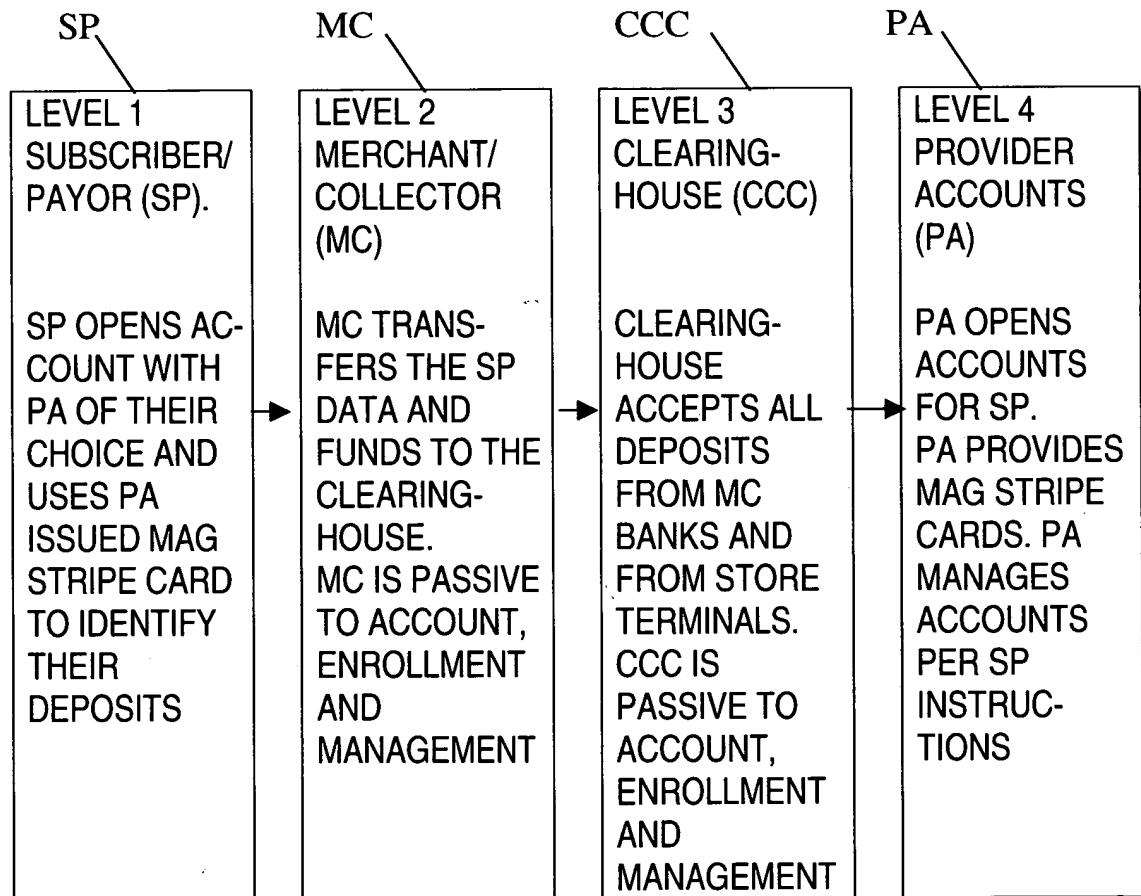 SP
MC
CCC
PA
LEVEL 1
SUBSCRIBER/
PAYOR (SP).
SP OPENS AC-
COUNT WITH
PA OF THEIR
CHOICE AND
USES PA
ISSUED MAG
STRIPE CARD
TO IDENTIFY
THEIR
DEPOSITS
LEVEL 2
MERCHANT/
COLLECTOR
(MC)
MC TRANS-
FERS THE SP
DATA AND
FUNDS TO THE
CLEARING-
HOUSE.
MC IS PASSIVE
TO ACCOUNT,
ENROLLMENT
AND
MANAGEMENT
LEVEL 3
CLEARING-
HOUSE (CCC)
CLEARING-
HOUSE
ACCEPTS ALL
DEPOSITS
FROM MC
BANKS AND
FROM STORE
TERMINALS.
CCC IS
PASSIVE TO
ACCOUNT,
ENROLLMENT
AND
MANAGEMENT
LEVEL 4
PROVIDER
ACCOUNTS
(PA)
PA OPENS
ACCOUNTS
FOR SP.
PA PROVIDES
MAG STRIPE
CARDS. PA
MANAGES
ACCOUNTS
PER SP
INSTRUC-
TIONS